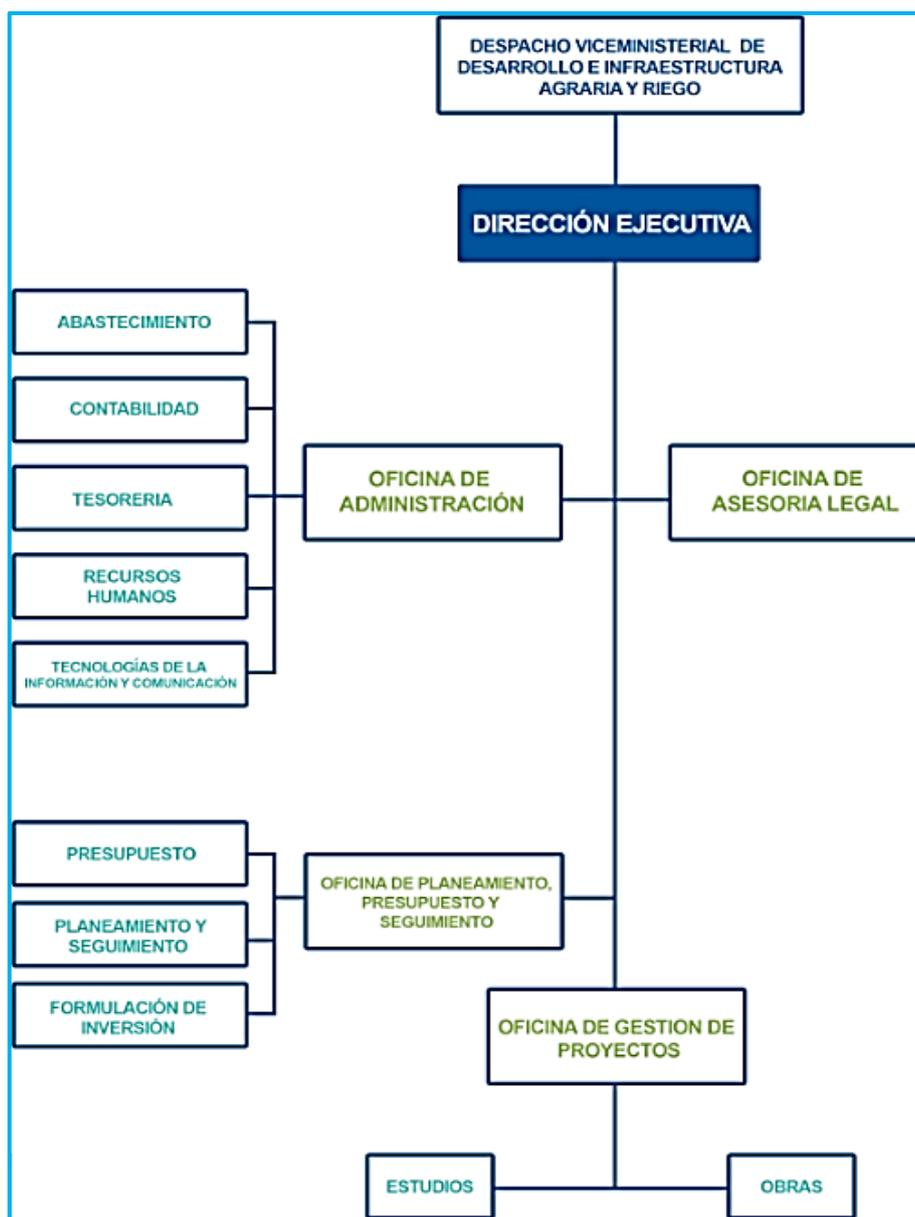 DESPACHO VICEMINISTERIAL DE
DESARROLLO E INFRAESTRUCTURA
AGRARIA Y RIEGO
DIRECCIÓN EJECUTIVA
ABASTECIMIENTO
CONTABILIDAD
TESORERIA
RECURSOS
HUMANOS
TECNOLOGÍAS DE LA
INFORMACIÓN Y COMUNICACIÓN
OFICINA DE
ADMINISTRACIÓN
OFICINA DE
ASESORIA LEGAL
PRESUPUESTO
PLANEAMIENTO Y
SEGUIMIENTO
FORMULACIÓN DE
INVERSIÓN
OFICINA DE PLANEAMIENTO,
PRESUPUESTO Y
SEGUIMIENTO
OFICINA DE GESTION DE
PROYECTOS
ESTUDIOS
OBRAS